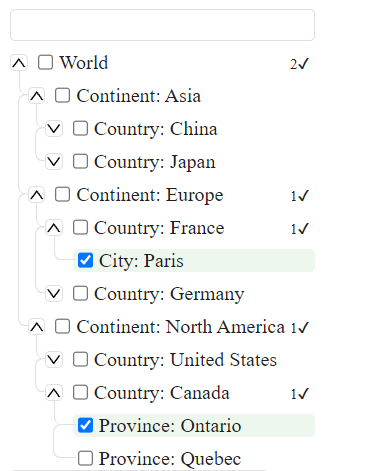 World 2✓
Continent: Asia
Country: China
Country: Japan
Continent: Europe 1✓
Country: France 1✓
City: Paris
Country: Germany
Continent: North America 1✓
Country: United States
Country: Canada 1✓
Province: Ontario
Province: Quebec